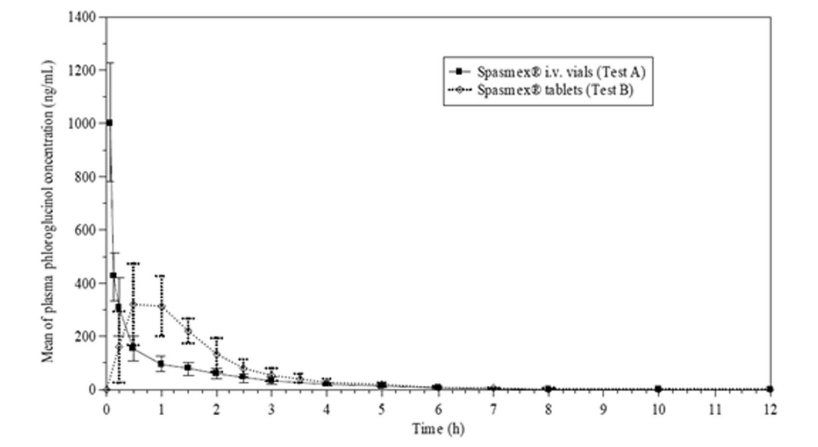 1400
1200
1000
800
600
400
200
0
Mean of plasma phloroglucinol concentration (ng/mL)
Spasmex® i.v. vials (Test A)
Spasmex® tablets (Test B)
0 1 2 3 4 5 6 7 8 9 10 11 12
Time (h)